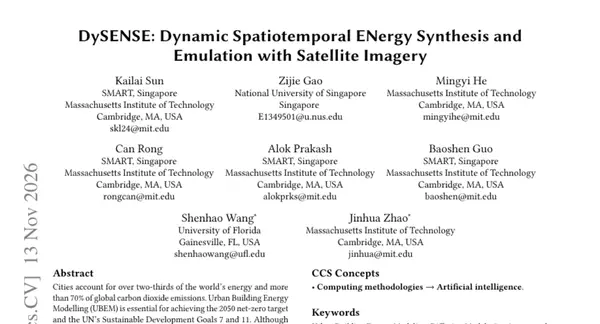 DySENSE: Dynamic Spatiotemporal ENergy Synthesis and
Emulation with Satellite Imagery
Kailai Sun
SMART, Singapore
Massachusetts Institute of Technology
Cambridge, MA, USA
skl24@mit.edu
Zijie Gao
National University of Singapore
Singapore
E1349501@u.nus.edu
Mingyi He
Massachusetts Institute of Technology
Cambridge, MA, USA
mingyihe@mit.edu
Can Rong
SMART, Singapore
Massachusetts Institute of Technology
Cambridge, MA, USA
rongcan@mit.edu
Alok Prakash
SMART, Singapore
Massachusetts Institute of Technology
Cambridge, MA, USA
alokprks@mit.edu
Baoshen Guo
SMART, Singapore
Massachusetts Institute of Technology
Cambridge, MA, USA
baoshen@mit.edu
Shenhao Wang*
University of Florida
Gainesville, FL, USA
shenhaowang@ufl.edu
Jinhua Zhao*
Massachusetts Institute of Technology
Cambridge, MA, USA
jinhua@mit.edu
s.CV] 13 Nov 2026
Abstract
Cities account for over two-thirds of the world's energy and more
than 70% of global carbon dioxide emissions. Urban Building Energy
Modelling (UBEM) is essential for achieving the 2050 net-zero target
and the UN's Sustainable Development Goals 7 and 11. Although
CCS Concepts
• Computing methodologies → Artificial intelligence.
Keywords